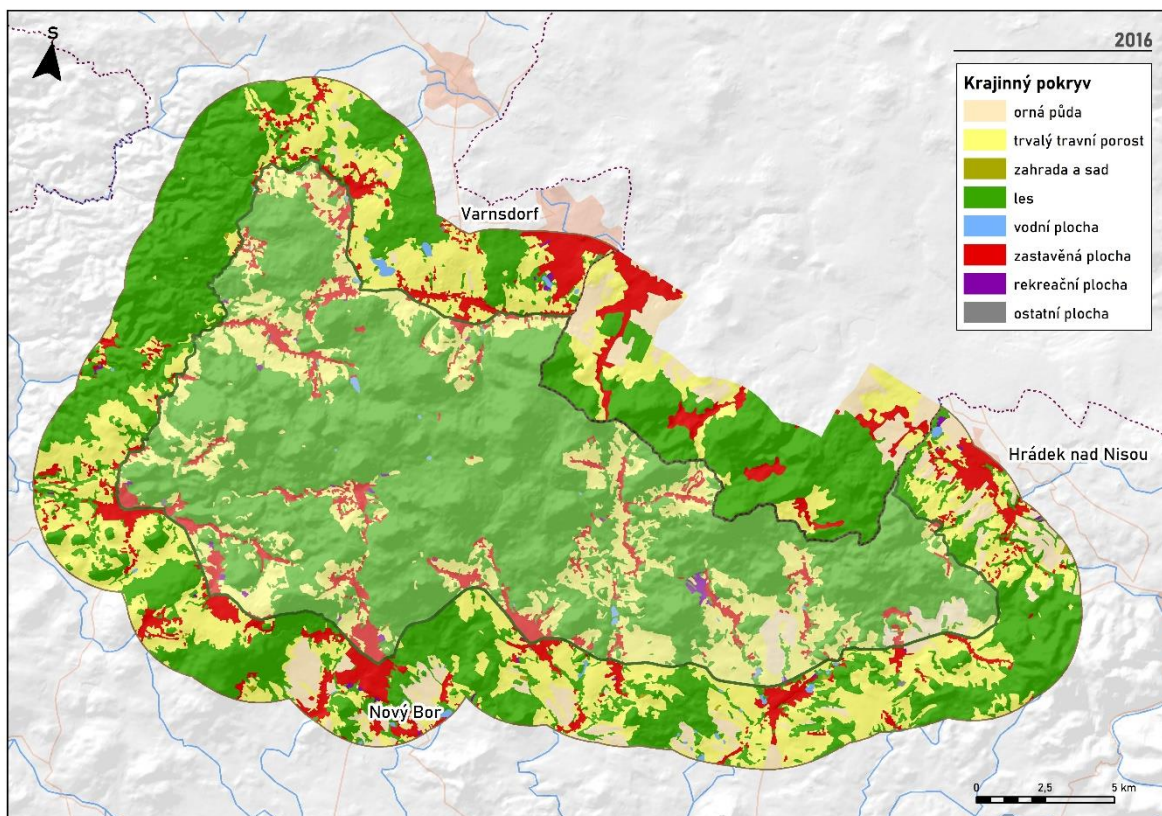 S
2016
Krajinný pokryv
orná půda
trvalý travní porost
zahrada a sad
les
vodní plocha
zastavěná plocha
rekreační plocha
ostatní plocha
Varnsdorf
Hrádek nad Nisou
Nový Bor
0 2,5 5 km